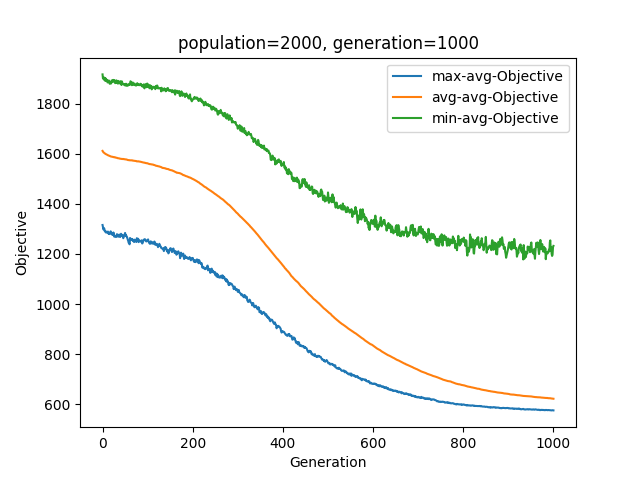 population=2000, generation=1000
max-avg-Objective
avg-avg-Objective
min-avg-Objective
Objective
1800
1600
1400
1200
1000
800
600
0 200 400 600 800 1000
Generation